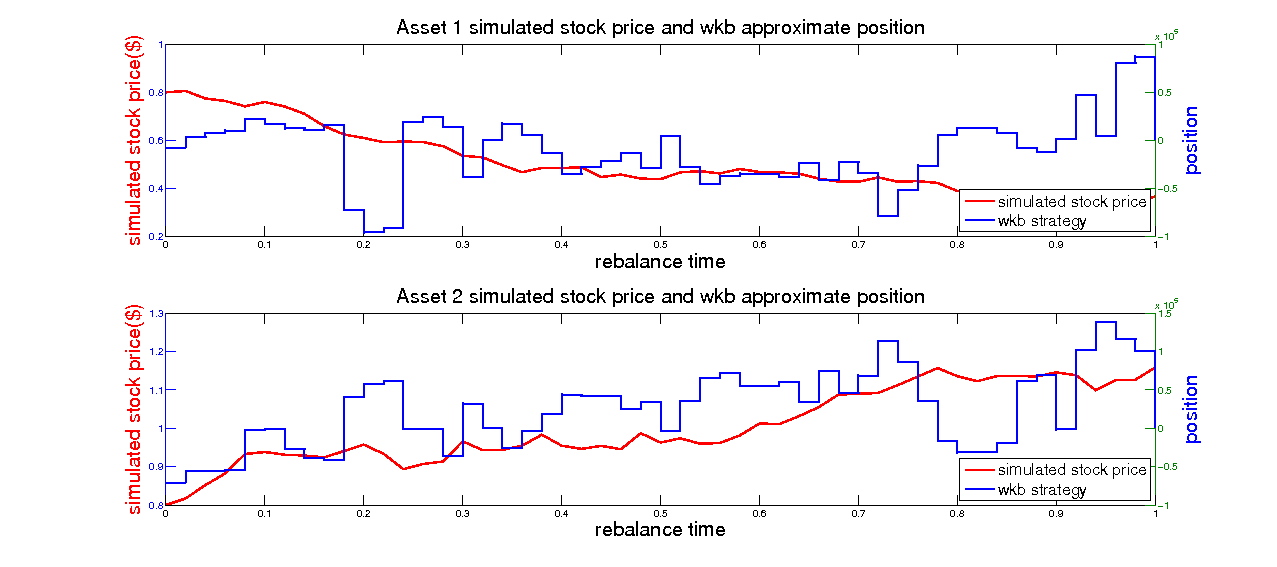 Asset 1 simulated stock price and wkb approximate position
x 10^5
simulated stock price($)
1
0.8
0.6
0.4
0.2
1
0.5
0
-0.5
-1
position
simulated stock price
wkb strategy
0 0.1 0.2 0.3 0.4 0.5 0.6 0.7 0.8 0.9 1
rebalance time
Asset 2 simulated stock price and wkb approximate position
x 10^5
simulated stock price($)
1.3
1.2
1.1
1
0.9
0.8
1.5
1
0.5
0
-0.5
-1
position
simulated stock price
wkb strategy
0 0.1 0.2 0.3 0.4 0.5 0.6 0.7 0.8 0.9 1
rebalance time